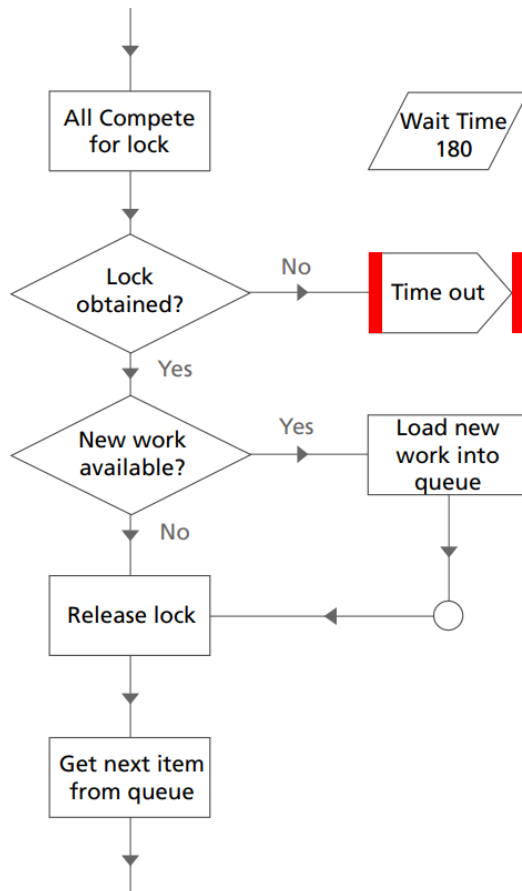 All Compete
for lock
Wait Time
180
Lock
obtained?
No
Time out
Yes
New work
available?
Yes
Load new
work into
queue
No
Release lock
Get next item
from queue